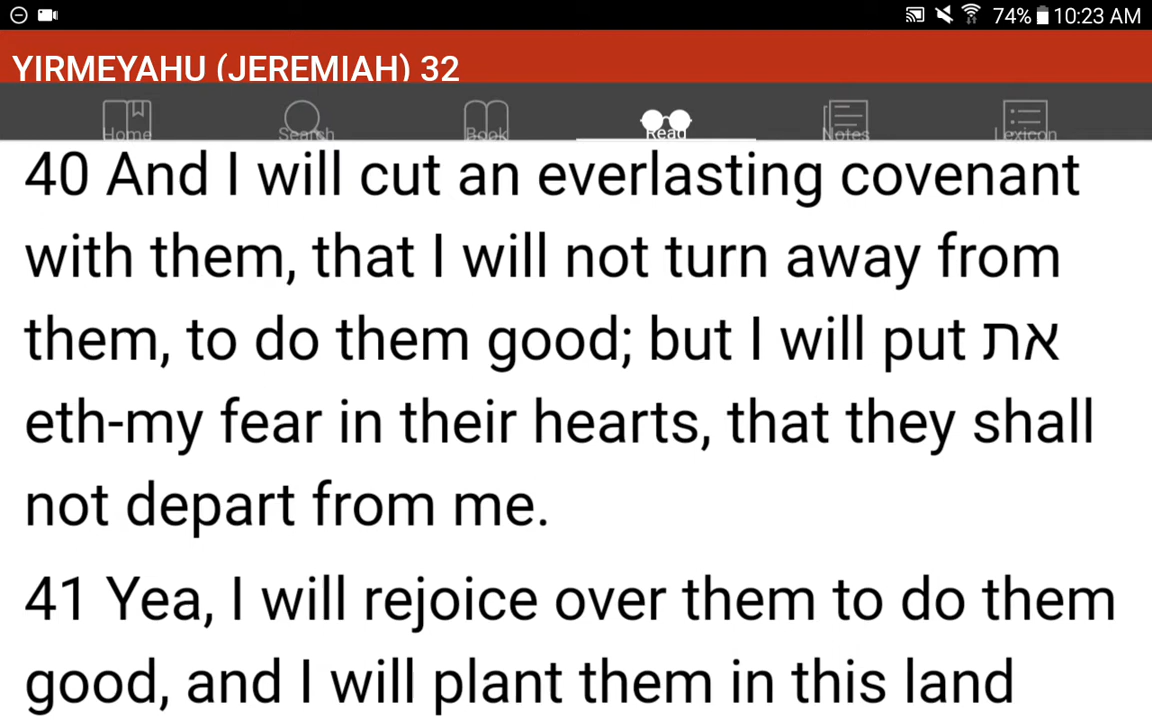 74% 10:23 AM
YIRMEYAHU (JEREMIAH) 32
Home Search Book Read Notes Lexicon
40 And I will cut an everlasting covenant
with them, that I will not turn away from
them, to do them good; but I will put את
eth-my fear in their hearts, that they shall
not depart from me.
41 Yea, I will rejoice over them to do them
good, and I will plant them in this land